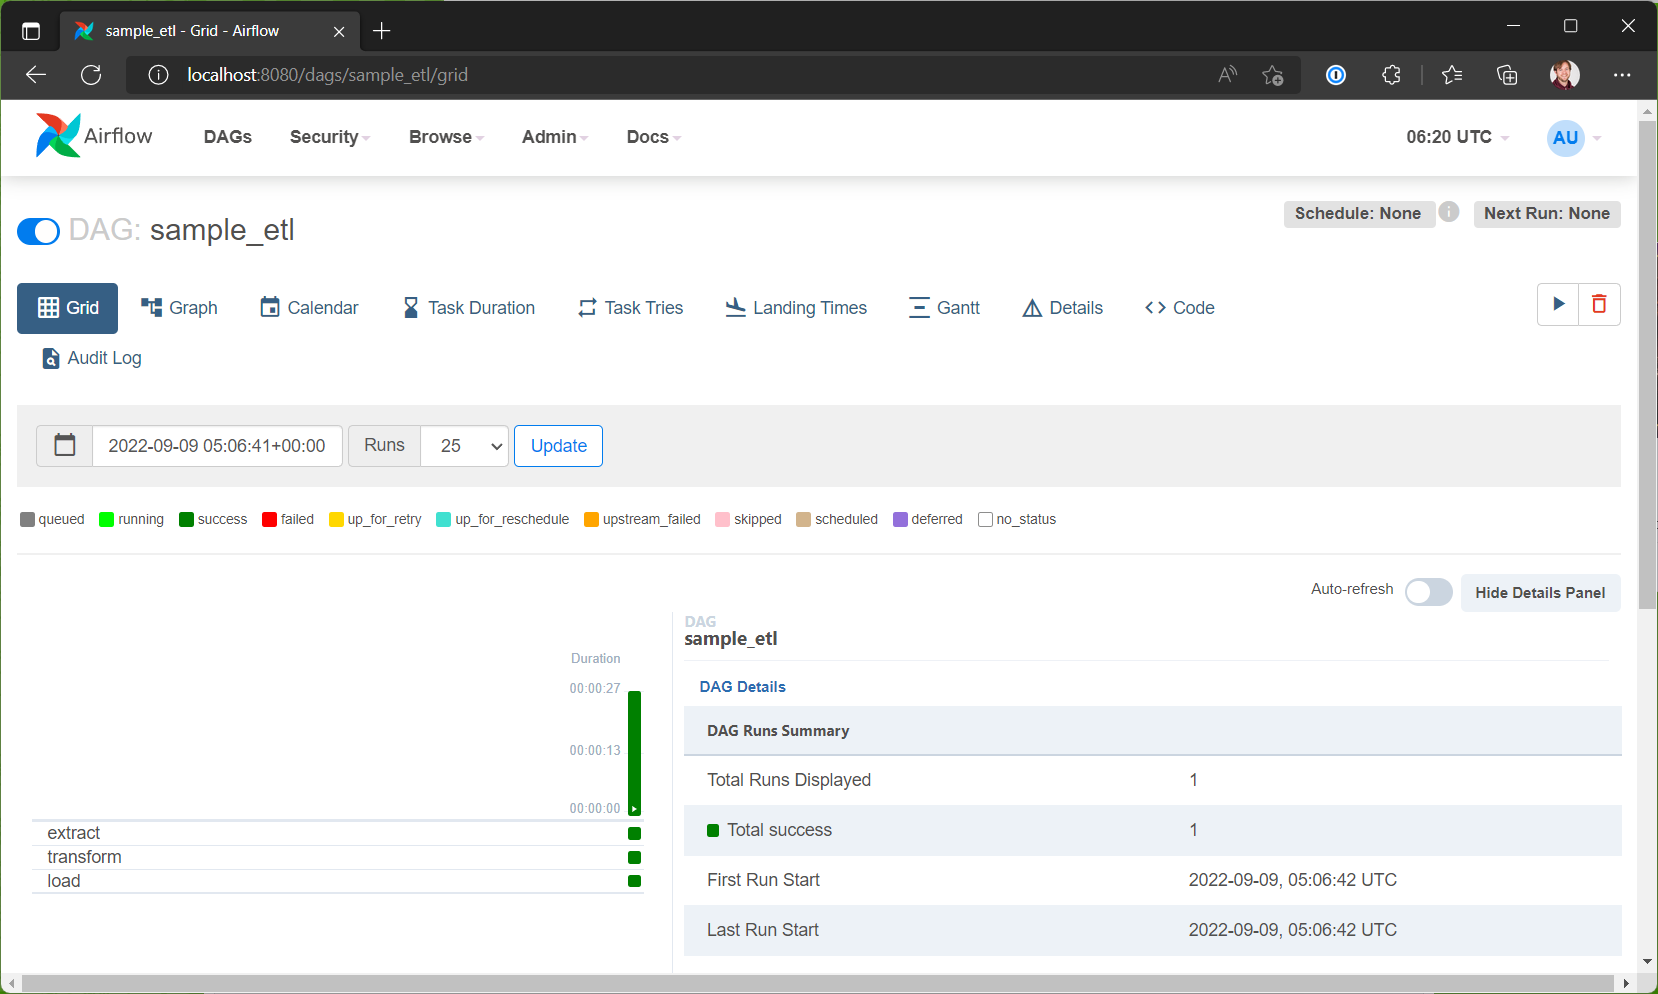 sample_etl - Grid - Airflow
localhost:8080/dags/sample_etl/grid
Airflow DAGs Security Browse Admin Docs 06:20 UTC AU
DAG: sample_etl Schedule: None Next Run: None
Grid Graph Calendar Task Duration Task Tries Landing Times Gantt Details Code
Audit Log
2022-09-09 05:06:41+00:00 Runs 25 Update
queued running success failed up_for_retry up_for_reschedule upstream_failed skipped scheduled deferred no_status
Auto-refresh Hide Details Panel
DAG
sample_etl
Duration
00:00:27
00:00:13
00:00:00
extract
transform
load
DAG Details
DAG Runs Summary
Total Runs Displayed 1
Total success 1
First Run Start 2022-09-09, 05:06:42 UTC
Last Run Start 2022-09-09, 05:06:42 UTC